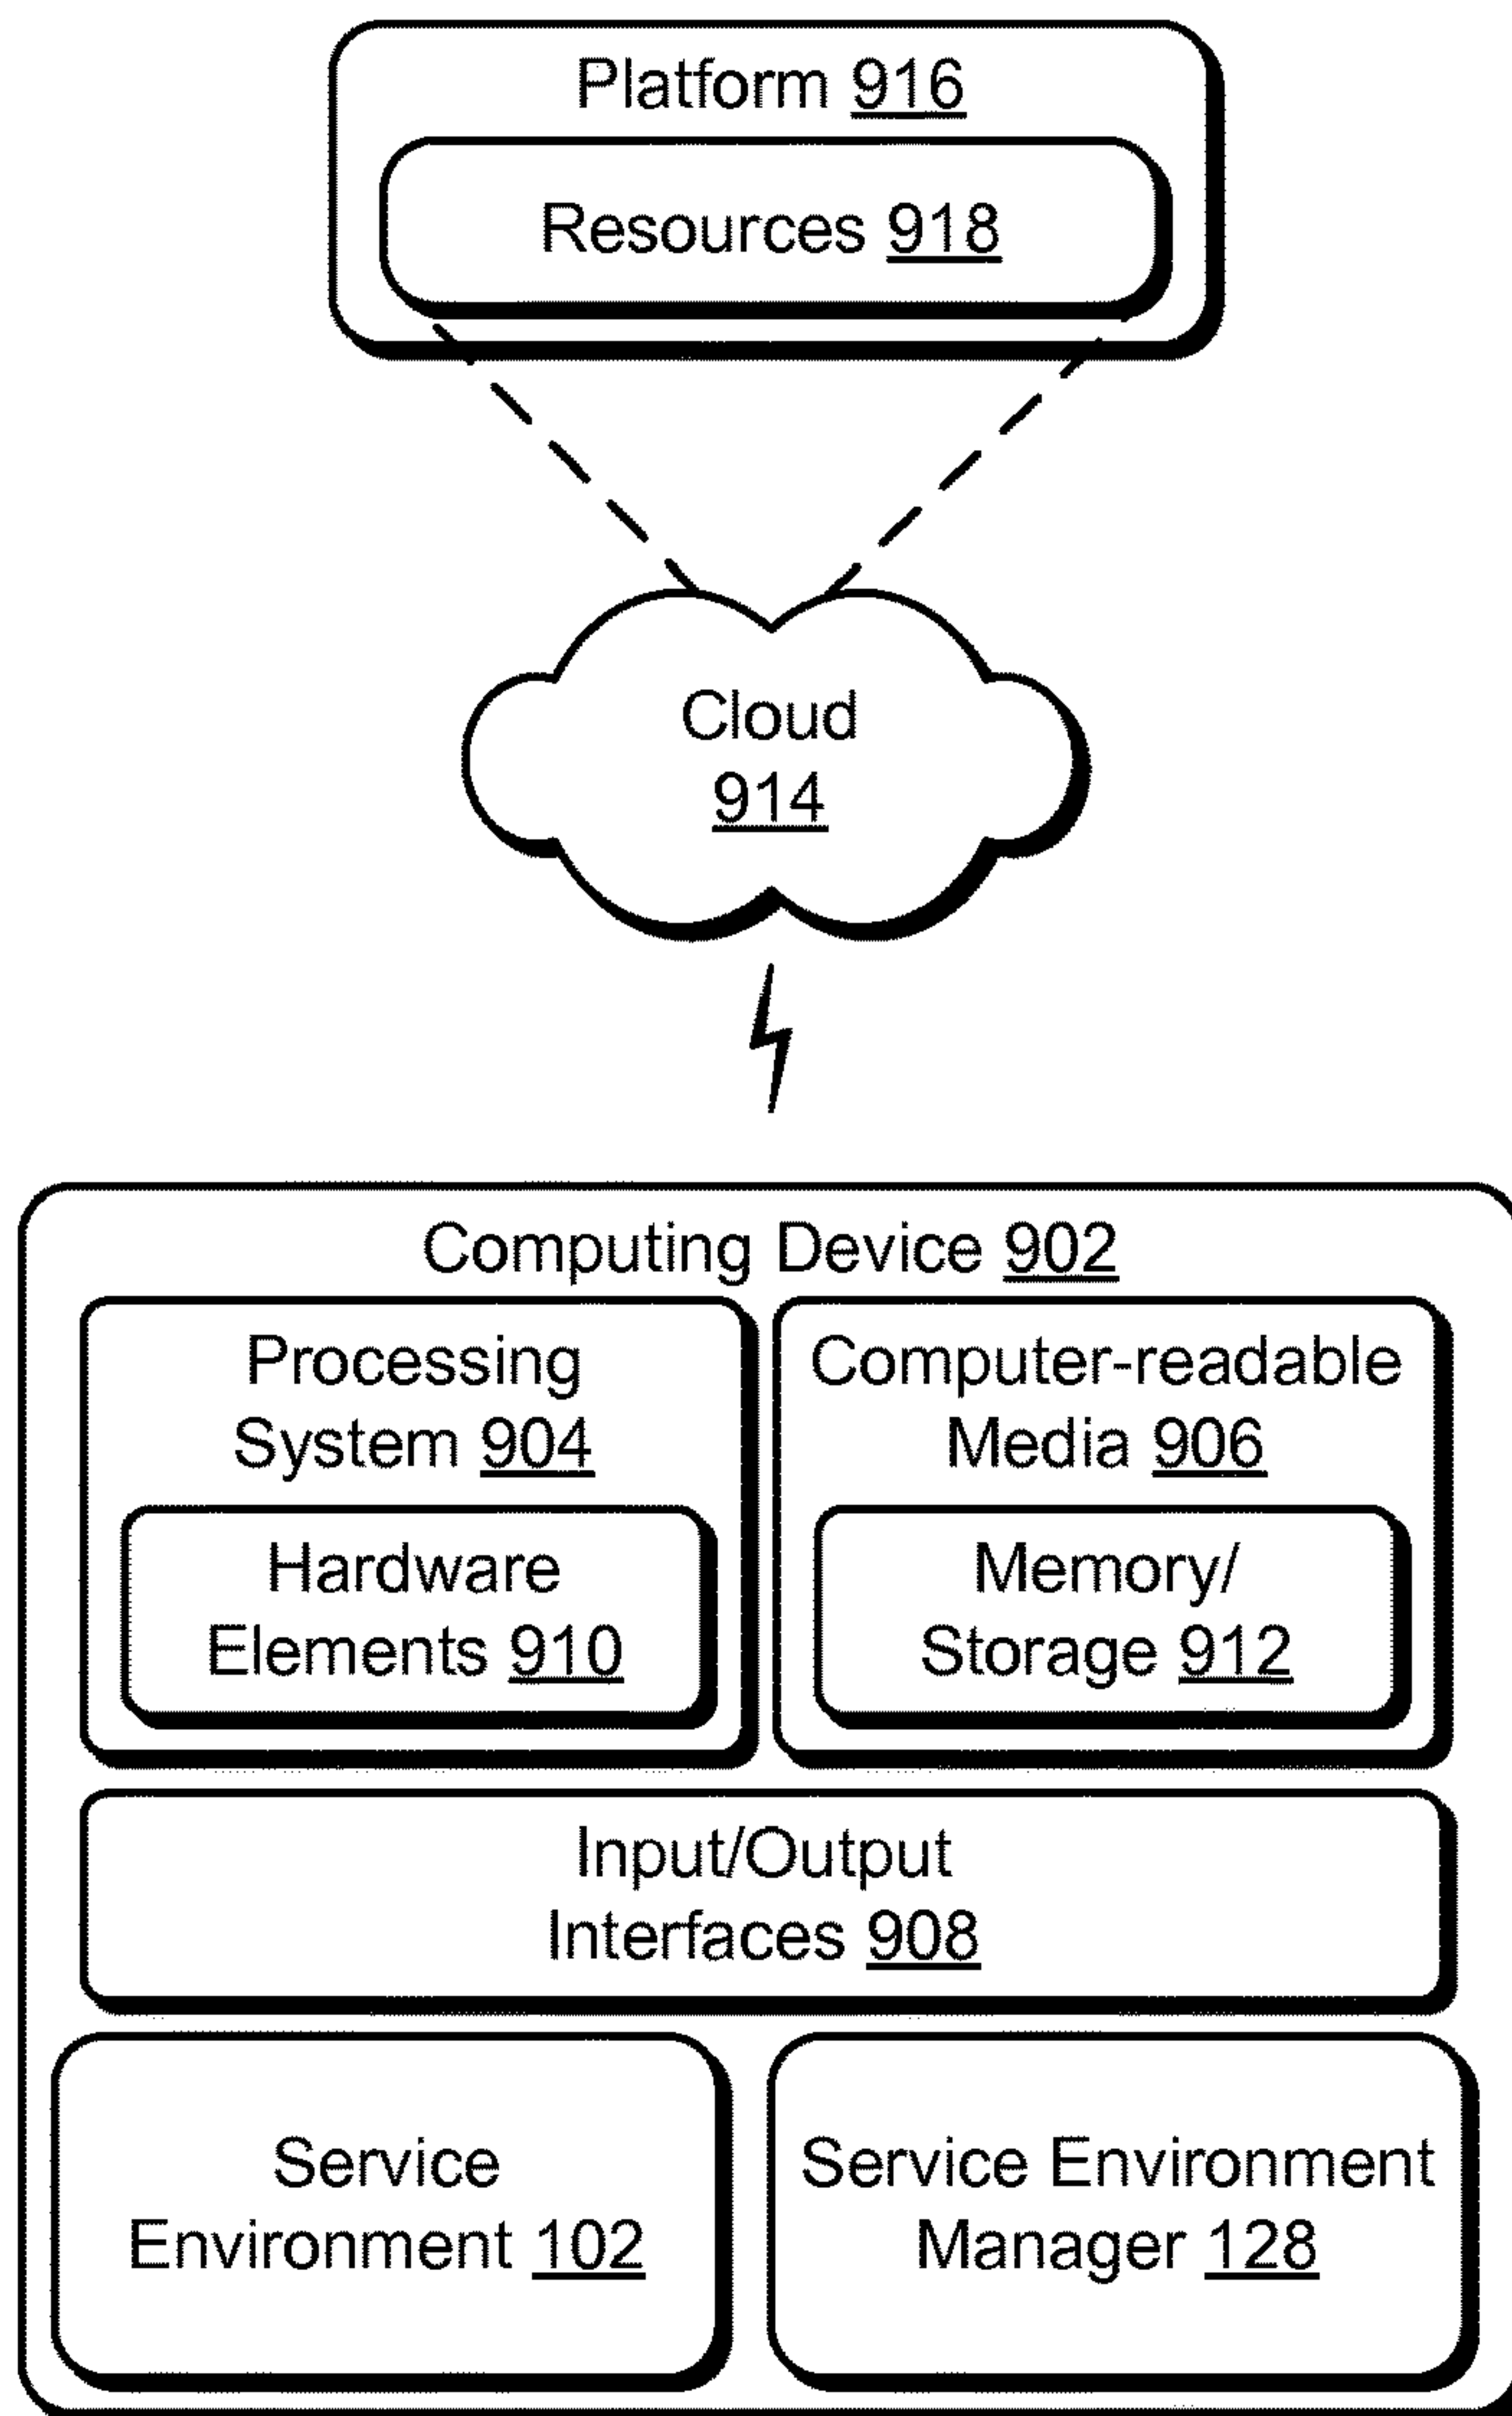 Platform 916
Resources 918
Cloud
914
Computing Device 902
Processing
System 904
Hardware
Elements 910
Computer-readable
Media 906
Memory/
Storage 912
Input/Output
Interfaces 908
Service
Environment 102
Service Environment
Manager 128